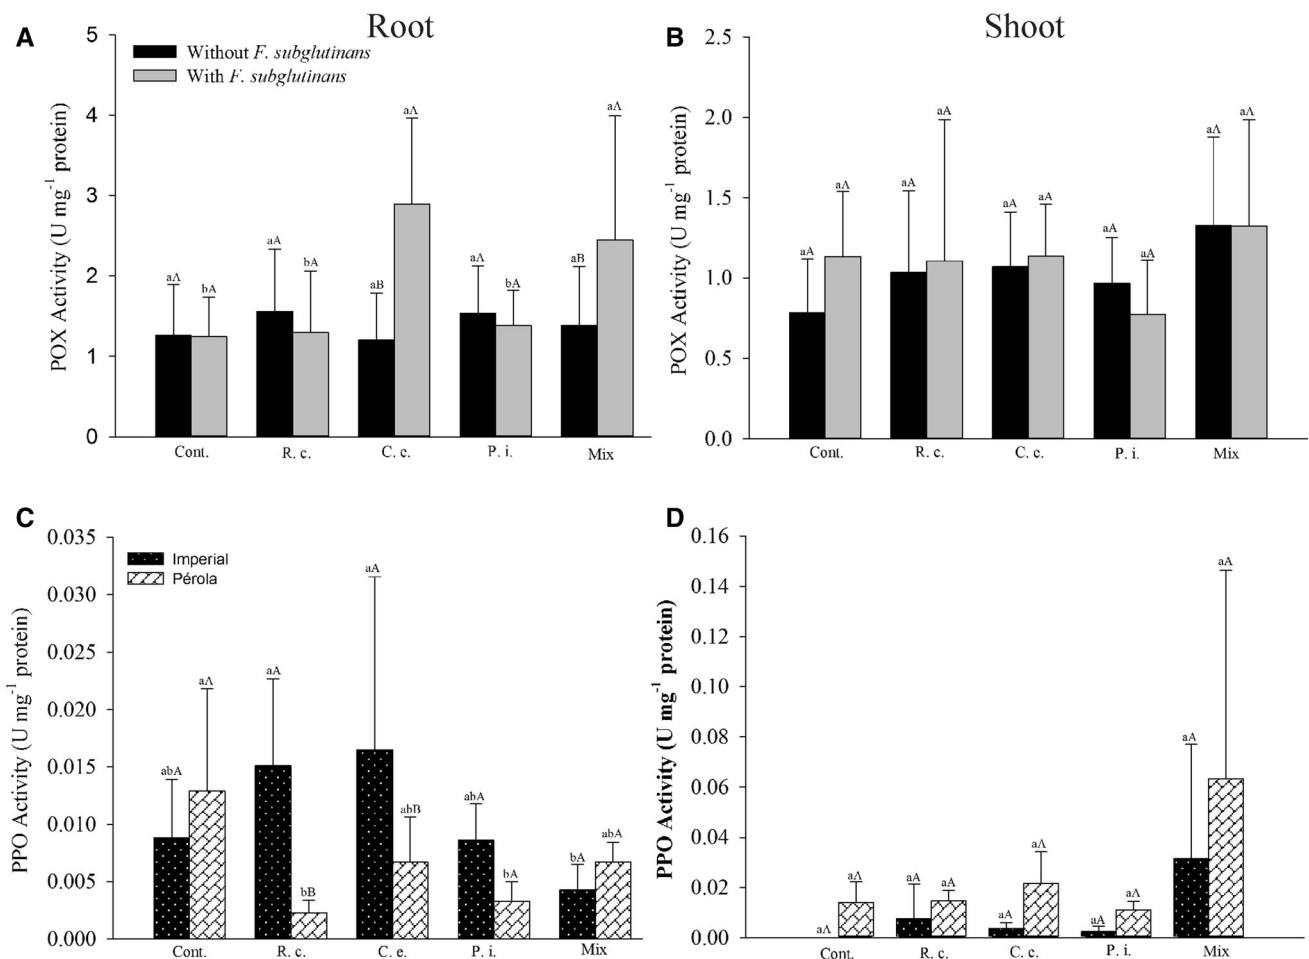 Root
Shoot
A
B
Without F. subglutinans
With F. subglutinans
POX Activity (U mg-1 protein)
5
4
3
2
1
0
aA
aA
aA
bA
aB
aA
aA
bA
aB
aA
Cont.
R. c.
C. c.
P. i.
Mix
POX Activity (U mg-1 protein)
2.5
2.0
1.5
1.0
0.5
0.0
aA
aA
aA
aA
aA
aA
aA
aA
aA
aA
Cont.
R. c.
C. c.
P. i.
Mix
C
D
Imperial
Pérola
PPO Activity (U mg-1 protein)
0.035
0.030
0.025
0.020
0.015
0.010
0.005
0.000
abA
aA
aA
bB
aA
abB
abA
bA
bA
abA
Cont.
R. c.
C. e.
P. i.
Mix
PPO Activity (U mg-1 protein)
0.16
0.14
0.12
0.10
0.08
0.06
0.04
0.02
0.00
aA
aA
aA
aA
aA
aA
aA
aA
aA
aA
Cont.
R. c.
C. c.
P. i.
Mix